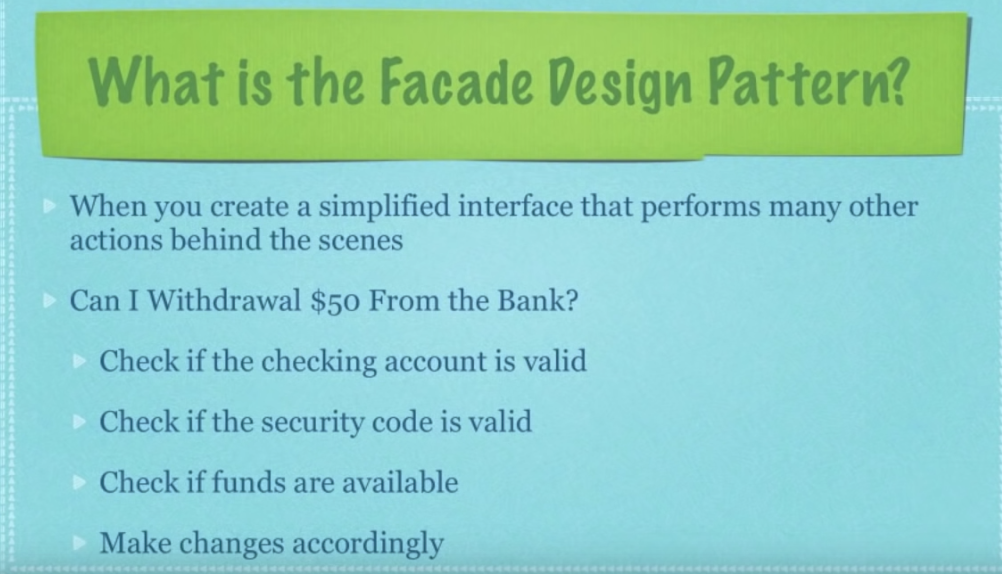 What is the Facade Design Pattern?
When you create a simplified interface that performs many other
actions behind the scenes
Can I Withdrawal $50 From the Bank?
Check if the checking account is valid
Check if the security code is valid
Check if funds are available
Make changes accordingly